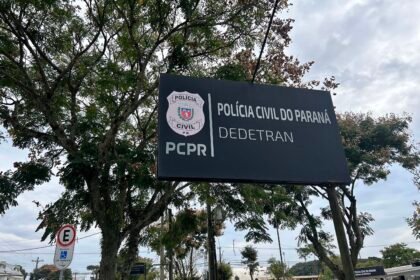 POLÍCIA
CIVIL
PCPR
POLÍCIA CIVIL DO PARANÁ
DEDETRAN
E